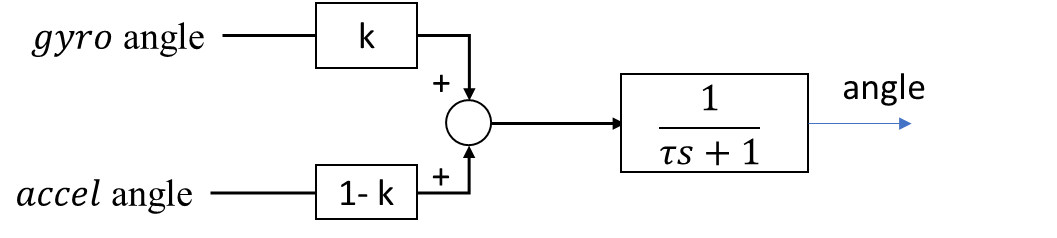 gyro angle
k
+
accel angle
1- k
+
1
τs + 1
angle